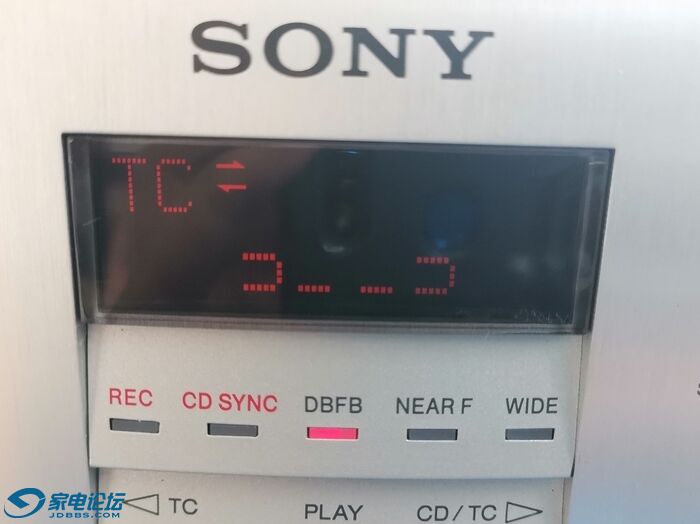 SONY
TC ⇌
REC CD SYNC DBFB NEAR F WIDE
◁ TC PLAY CD / TC ▷
家电论坛
JDBBS.COM